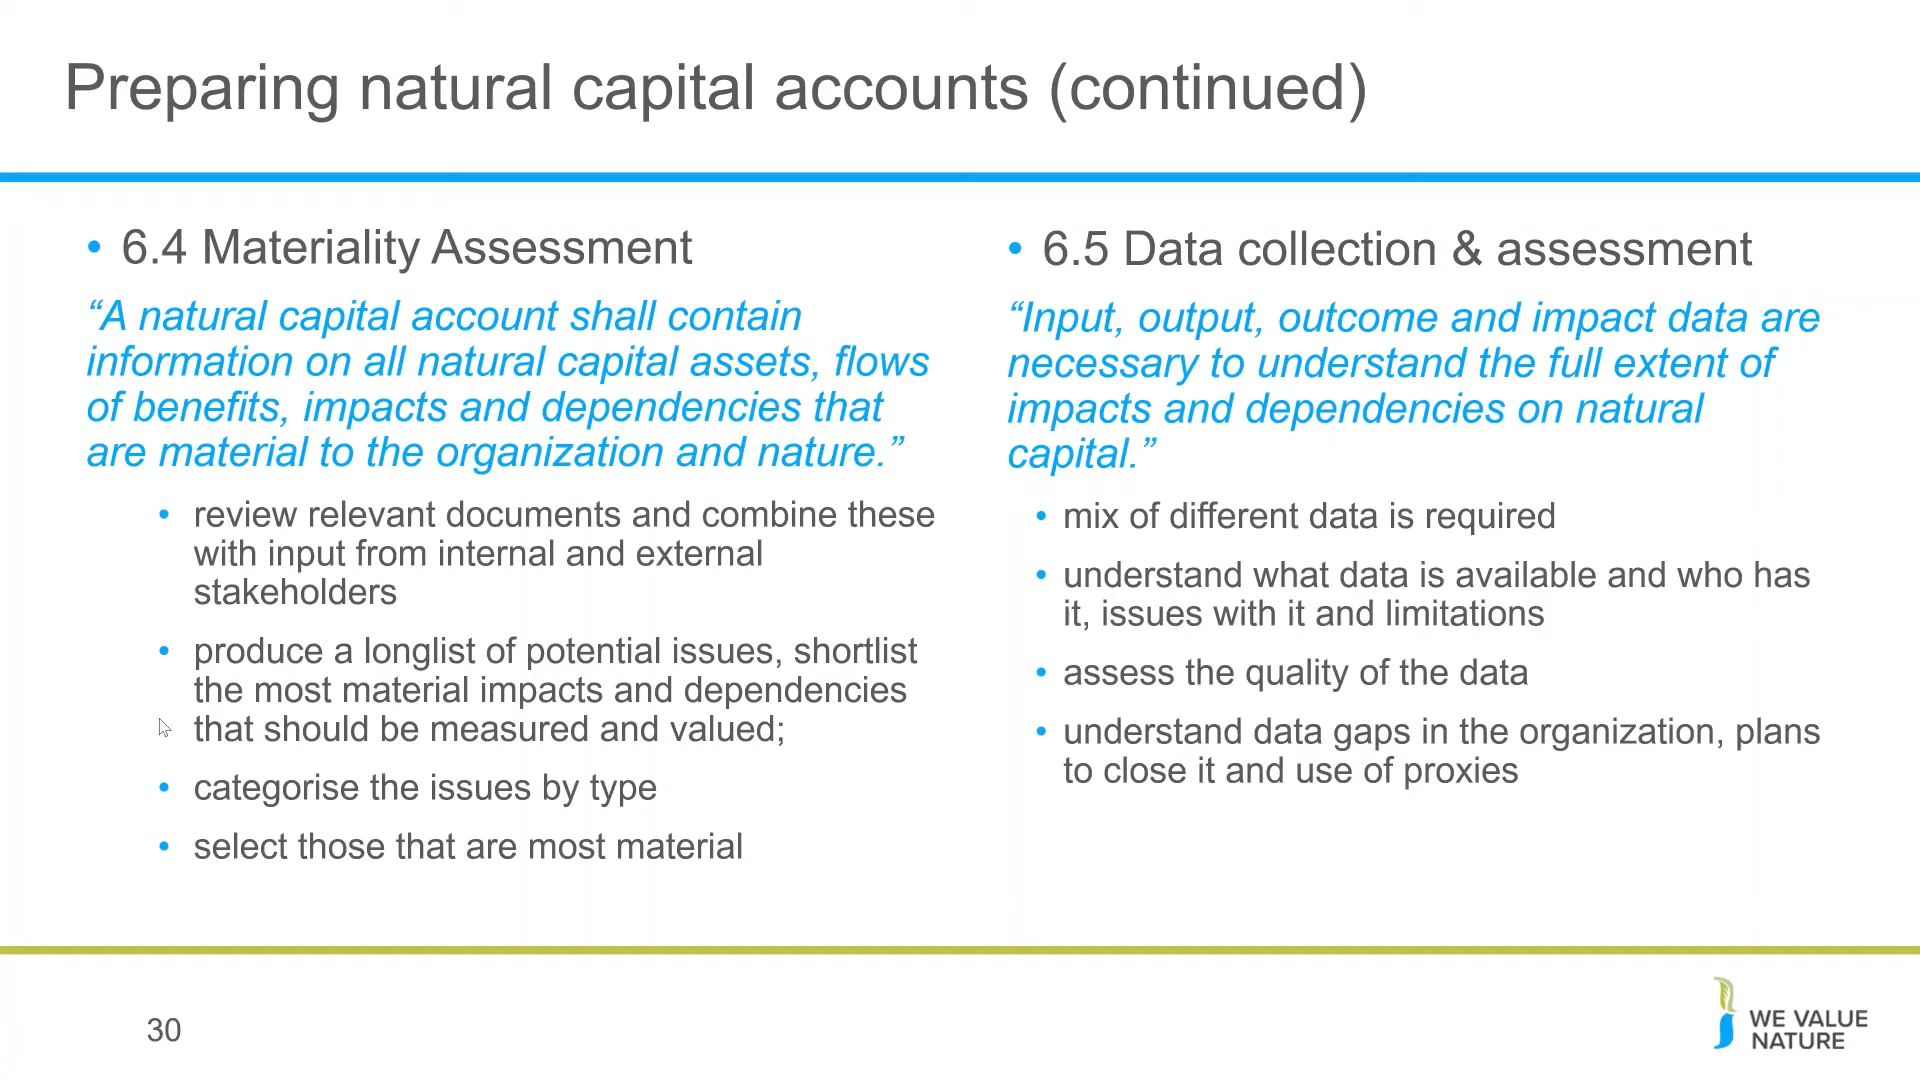 Preparing natural capital accounts (continued)
• 6.4 Materiality Assessment
“A natural capital account shall contain
information on all natural capital assets, flows
of benefits, impacts and dependencies that
are material to the organization and nature.”
• review relevant documents and combine these
with input from internal and external
stakeholders
• produce a longlist of potential issues, shortlist
the most material impacts and dependencies
that should be measured and valued;
• categorise the issues by type
• select those that are most material
• 6.5 Data collection & assessment
“Input, output, outcome and impact data are
necessary to understand the full extent of
impacts and dependencies on natural
capital.”
• mix of different data is required
• understand what data is available and who has
it, issues with it and limitations
• assess the quality of the data
• understand data gaps in the organization, plans
to close it and use of proxies
30
WE VALUE
NATURE